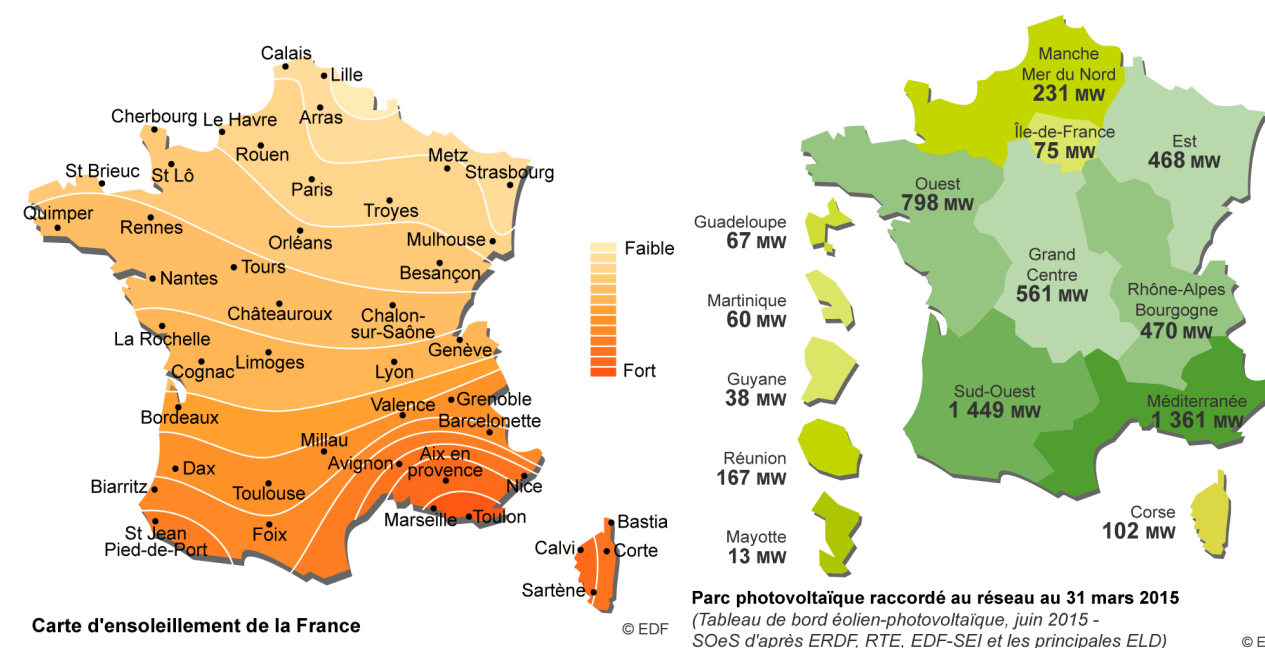 Calais
Lille
Cherbourg
Le Havre
Arras
Rouen
St Brieuc
St Lô
Metz
Strasbourg
Paris
Quimper
Rennes
Troyes
Orléans
Mulhouse
Nantes
Tours
Besançon
Châteauroux
Chalon-
sur-Saône
La Rochelle
Genève
Cognac
Limoges
Lyon
Bordeaux
Valence
Grenoble
Barcelonette
Millau
Avignon
Aix en
provence
Dax
Biarritz
Toulouse
Nice
St Jean
Pied-de-Port
Foix
Marseille
Toulon
Bastia
Calvi
Corte
Sartène
Faible
Fort
Carte d'ensoleillement de la France
© EDF
Manche
Mer du Nord
231 MW
Île-de-France
75 MW
Est
468 MW
Ouest
798 MW
Guadeloupe
67 MW
Grand
Centre
561 MW
Martinique
60 MW
Rhône-Alpes
Bourgogne
470 MW
Guyane
38 MW
Sud-Ouest
1 449 MW
Méditerranée
1 361 MW
Réunion
167 MW
Corse
102 MW
Mayotte
13 MW
Parc photovoltaïque raccordé au réseau au 31 mars 2015
(Tableau de bord éolien-photovoltaïque, juin 2015 -
SOeS d'après ERDF, RTE, EDF-SEI et les principales ELD)
©